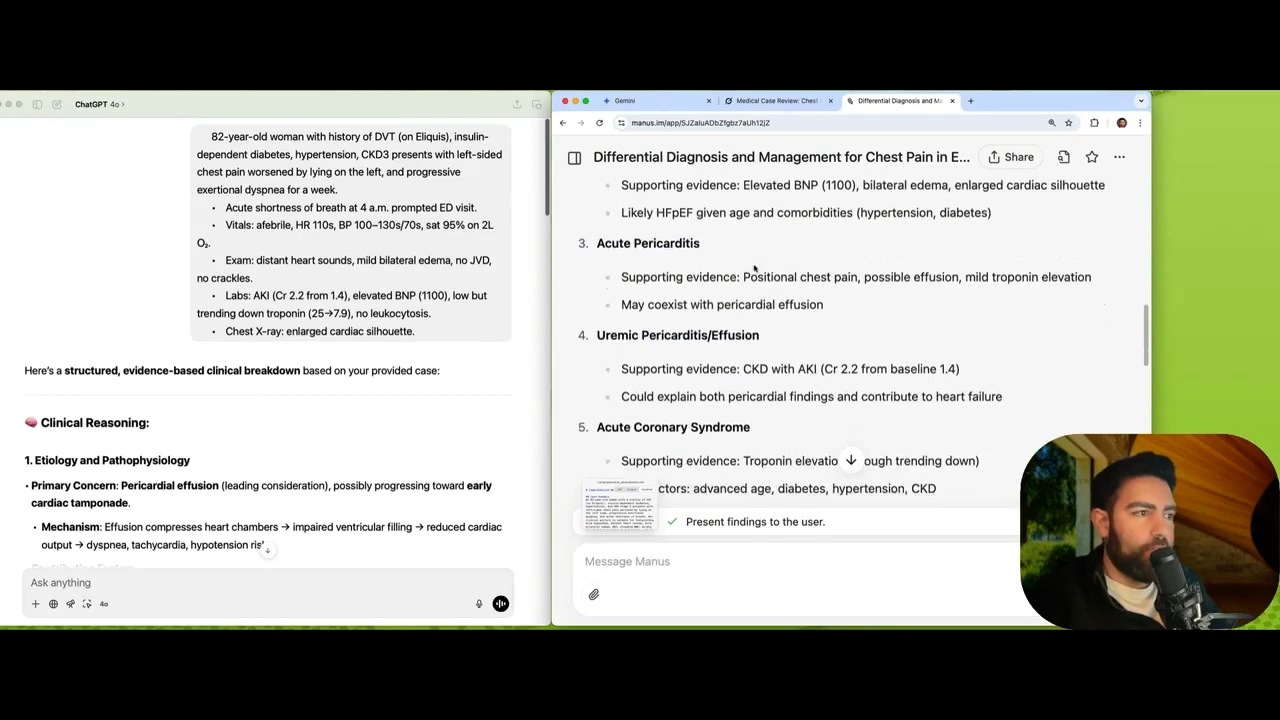 ChatGPT 4o >
82-year-old woman with history of DVT (on Eliquis), insulin-
dependent diabetes, hypertension, CKD3 presents with left-sided
chest pain worsened by lying on the left, and progressive
exertional dyspnea for a week.
• Acute shortness of breath at 4 a.m. prompted ED visit.
• Vitals: afebrile, HR 110s, BP 100–130s/70s, sat 95% on 2L
O₂.
• Exam: distant heart sounds, mild bilateral edema, no JVD,
no crackles.
• Labs: AKI (Cr 2.2 from 1.4), elevated BNP (1100), low but
trending down troponin (25→7.9), no leukocytosis.
• Chest X-ray: enlarged cardiac silhouette.
Here's a structured, evidence-based clinical breakdown based on your provided case:
🧠 Clinical Reasoning:
1. Etiology and Pathophysiology
• Primary Concern: Pericardial effusion (leading consideration), possibly progressing toward early
cardiac tamponade.
• Mechanism: Effusion compresses heart chambers → impaired ventricular filling → reduced cardiac
output → dyspnea, tachycardia, hypotension
Ask anything
4o
Gemini
Medical Case Review: Chest
Differential Diagnosis and Ma
manus.im/app/SJZaluADbZfgbz7aUh12jZ
Differential Diagnosis and Management for Chest Pain in E...
Share
Supporting evidence: Elevated BNP (1100), bilateral edema, enlarged cardiac silhouette
Likely HFpEF given age and comorbidities (hypertension, diabetes)
3. Acute Pericarditis
Supporting evidence: Positional chest pain, possible effusion, mild troponin elevation
May coexist with pericardial effusion
4. Uremic Pericarditis/Effusion
Supporting evidence: CKD with AKI (Cr 2.2 from baseline 1.4)
Could explain both pericardial findings and contribute to heart failure
5. Acute Coronary Syndrome
Supporting evidence: Troponin elevatio ough trending down)
ctors: advanced age, diabetes, hypertension, CKD
Present findings to the user.
Message Manus